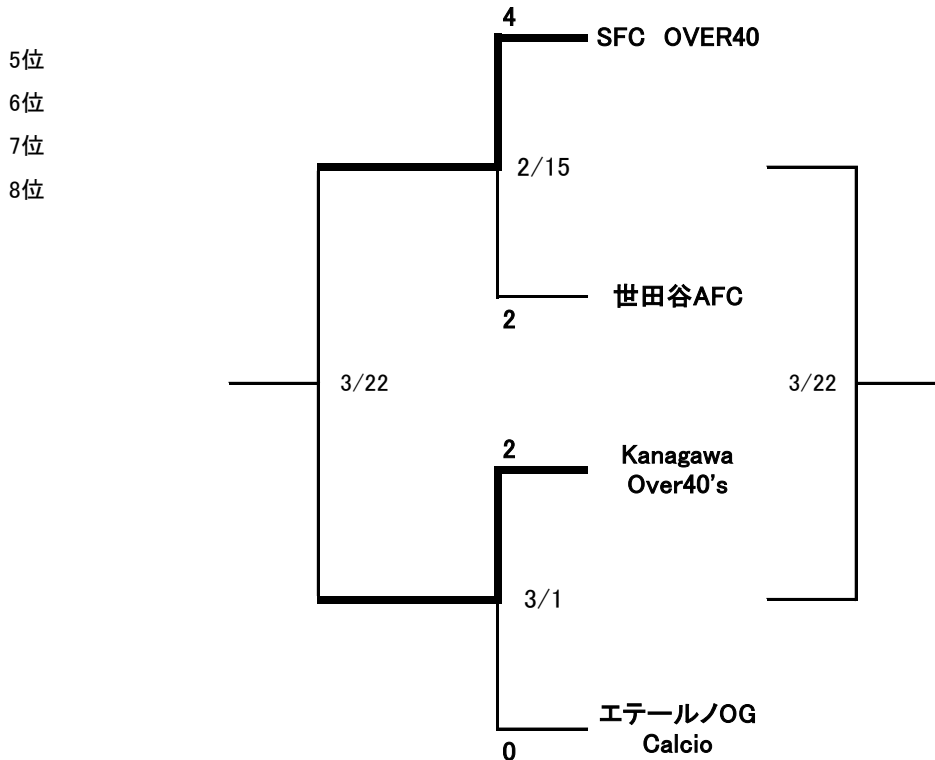 4
SFC OVER40
5位
6位
7位
8位
2/15
世田谷AFC
2
3/22
3/22
2
Kanagawa
Over40's
3/1
エテールノOG
Calcio
0